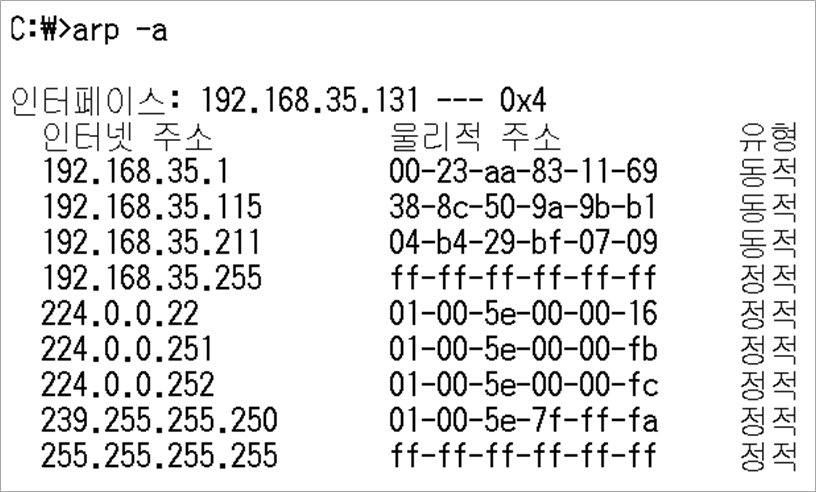 C:₩>arp -a
인터페이스: 192.168.35.131 --- 0x4
인터넷 주소 물리적 주소 유형
192.168.35.1 00-23-aa-83-11-69 동적
192.168.35.115 38-8c-50-9a-9b-b1 동적
192.168.35.211 04-b4-29-bf-07-09 동적
192.168.35.255 ff-ff-ff-ff-ff-ff 정적
224.0.0.22 01-00-5e-00-00-16 정적
224.0.0.251 01-00-5e-00-00-fb 정적
224.0.0.252 01-00-5e-00-00-fc 정적
239.255.255.250 01-00-5e-7f-ff-fa 정적
255.255.255.255 ff-ff-ff-ff-ff-ff 정적